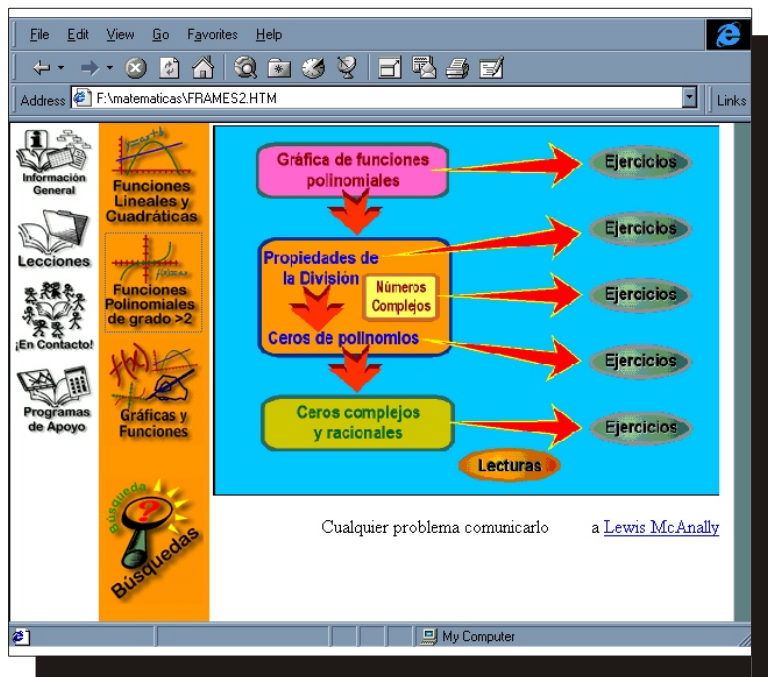 File Edit View Go Favorites Help
Address F:\matematicas\FRAMES2.HTM Links
Información
General
Lecciones
¡En Contacto!
Programas
de Apoyo
y=ax+b
Funciones
Lineales y
Cuadráticas
Funciones
Polinomiales
de grado >2
f(x)
Gráficas y
Funciones
Búsqueda
?
Búsquedas
Gráfica de funciones
polinomiales
Ejercicios
Ejercicios
Propiedades de
la División
Números
Complejos
Ejercicios
Ceros de polinomios
Ejercicios
Ceros complejos
y racionales
Ejercicios
Lecturas
Cualquier problema comunicarlo a Lewis McAnally
My Computer